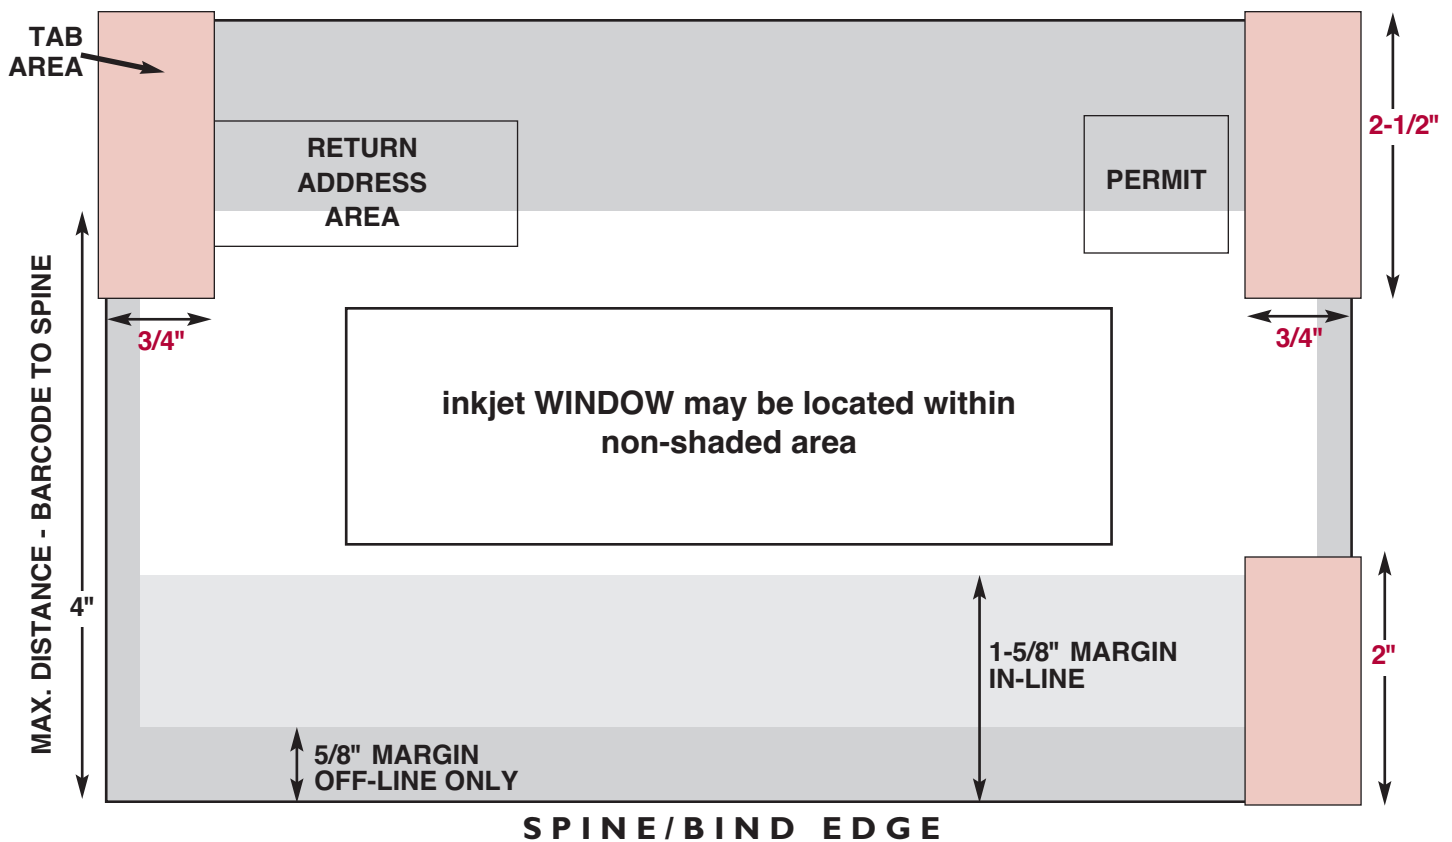 TAB
AREA
RETURN
ADDRESS
AREA
PERMIT
2-1/2"
3/4"
3/4"
inkjet WINDOW may be located within
non-shaded area
MAX. DISTANCE - BARCODE TO SPINE
4"
1-5/8" MARGIN
IN-LINE
2"
5/8" MARGIN
OFF-LINE ONLY
SPINE/BIND EDGE